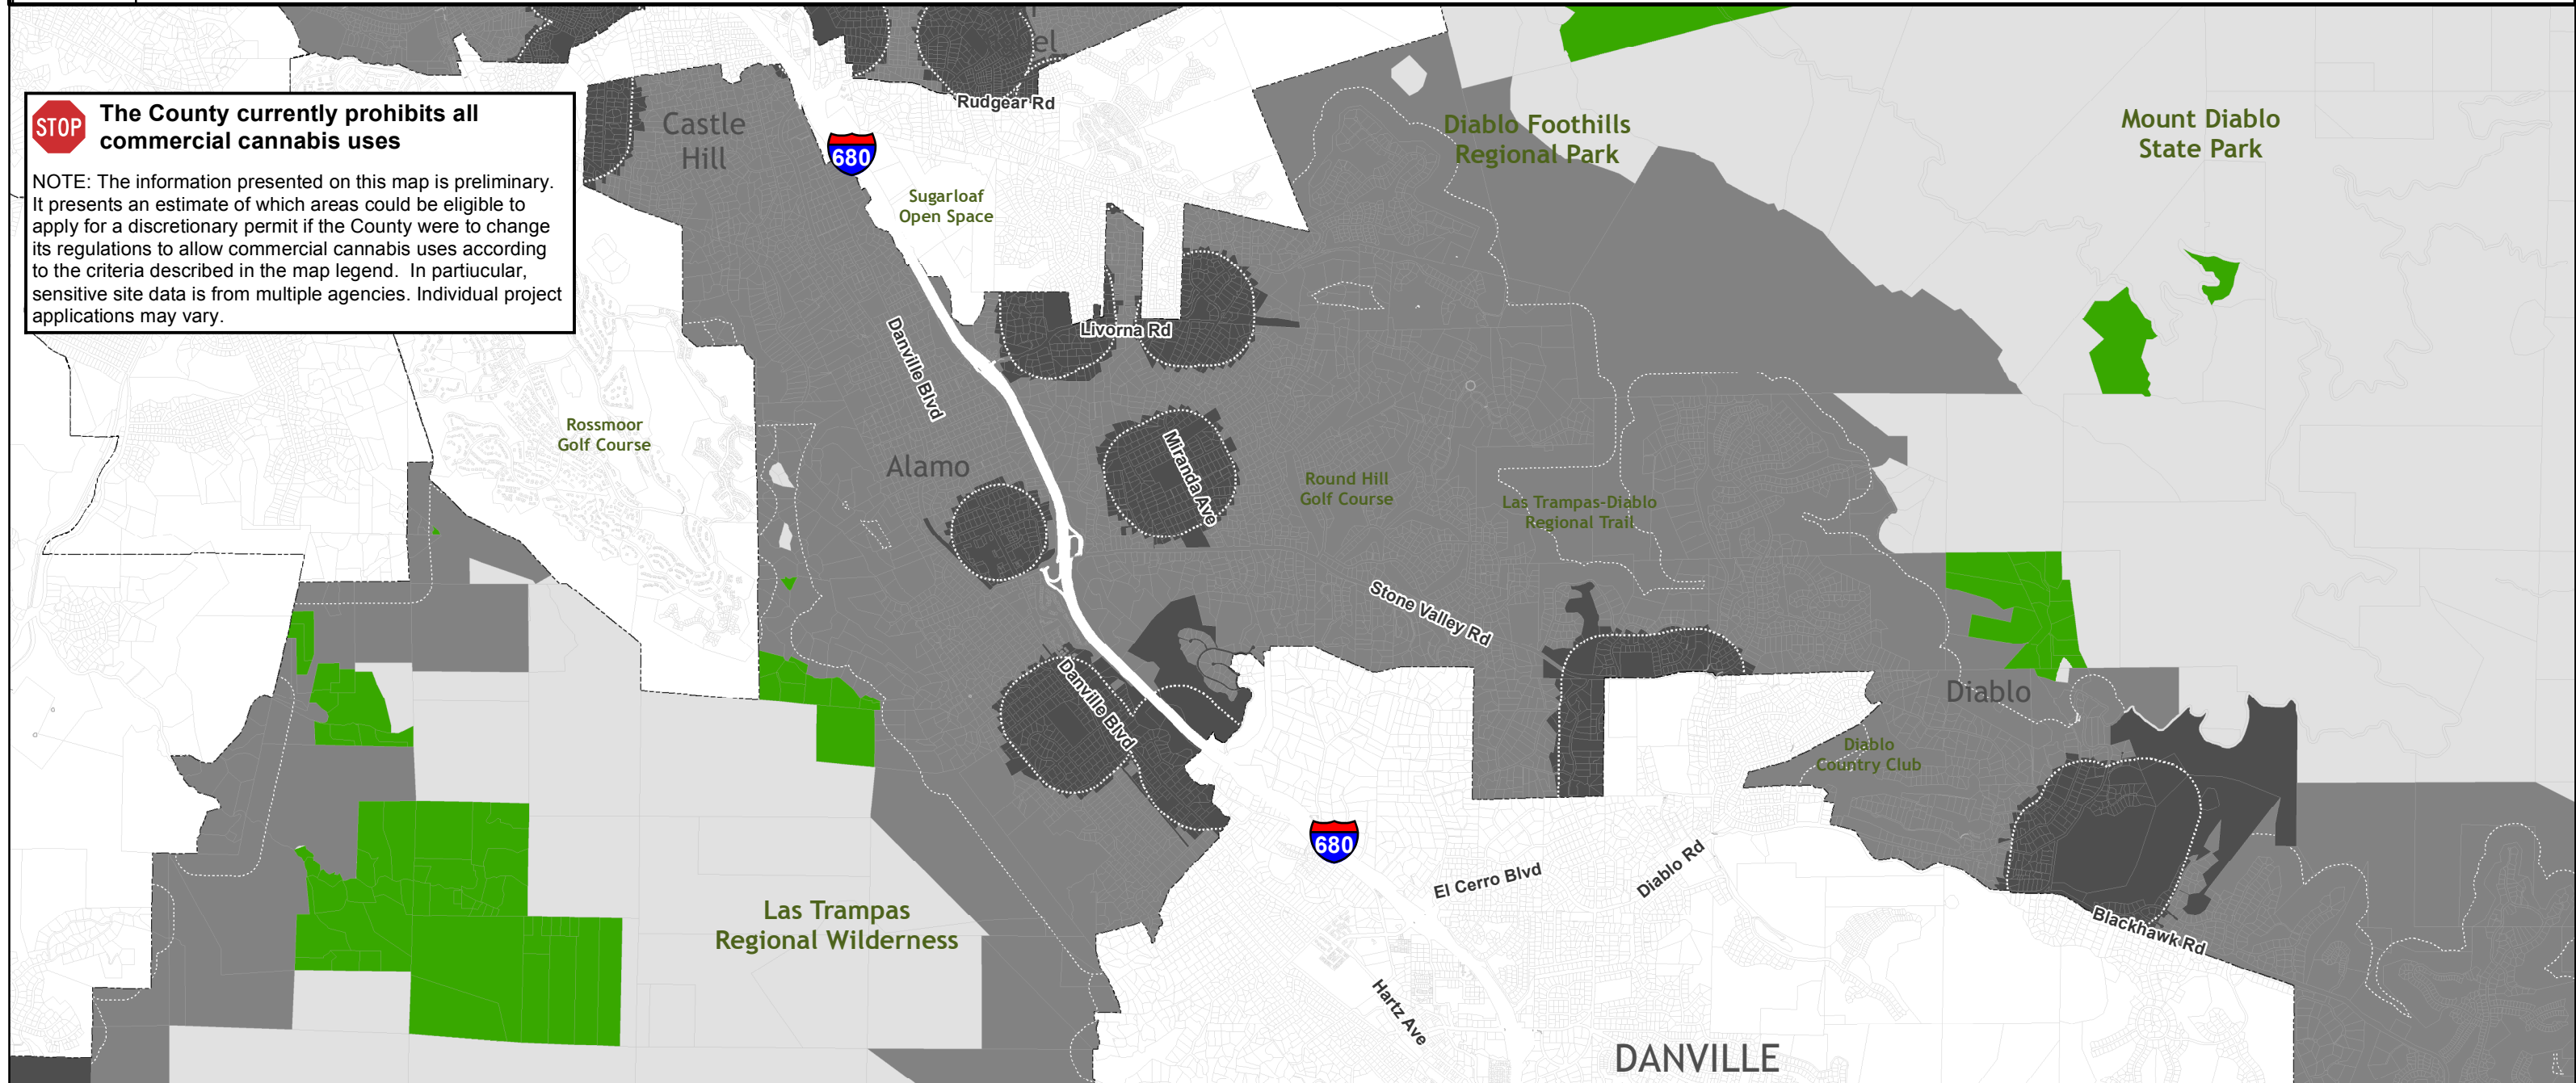 STOP
The County currently prohibits all
commercial cannabis uses
NOTE: The information presented on this map is preliminary.
It presents an estimate of which areas could be eligible to
apply for a discretionary permit if the County were to change
its regulations to allow commercial cannabis uses according
to the criteria described in the map legend. In partiucular,
sensitive site data is from multiple agencies. Individual project
applications may vary.
Castle
Hill
680
Rudgear Rd
Sugarloaf
Open Space
Diablo Foothills
Regional Park
Mount Diablo
State Park
Livorna Rd
Danville Blvd
Rossmoor
Golf Course
Alamo
Miranda Ave
Round Hill
Golf Course
Las Trampas-Diablo
Regional Trail
Stone Valley Rd
Danville Blvd
Diablo
Diablo
Country Club
680
El Cerro Blvd
Diablo Rd
Las Trampas
Regional Wilderness
Blackhawk Rd
Hartz Ave
DANVILLE